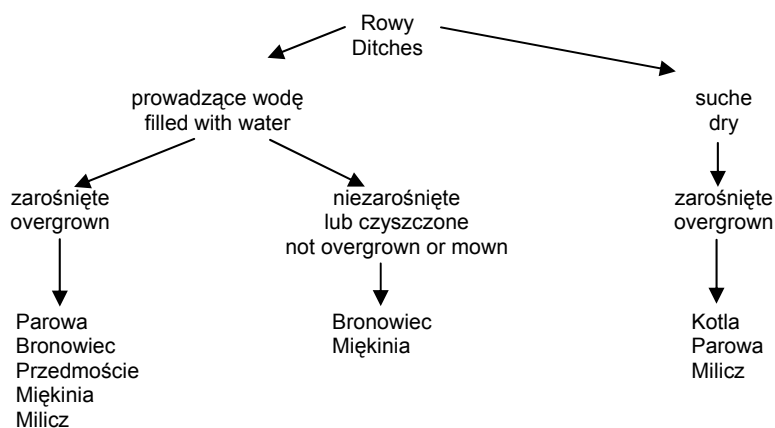 Rowy
Ditches
prowadzące wodę
filled with water
suche
dry
zarośnięte
overgrown
niezarośnięte
lub czyszczone
not overgrown or mown
zarośnięte
overgrown
Parowa
Bronowiec
Przedmoście
Miękinia
Milicz
Bronowiec
Miękinia
Kotla
Parowa
Milicz